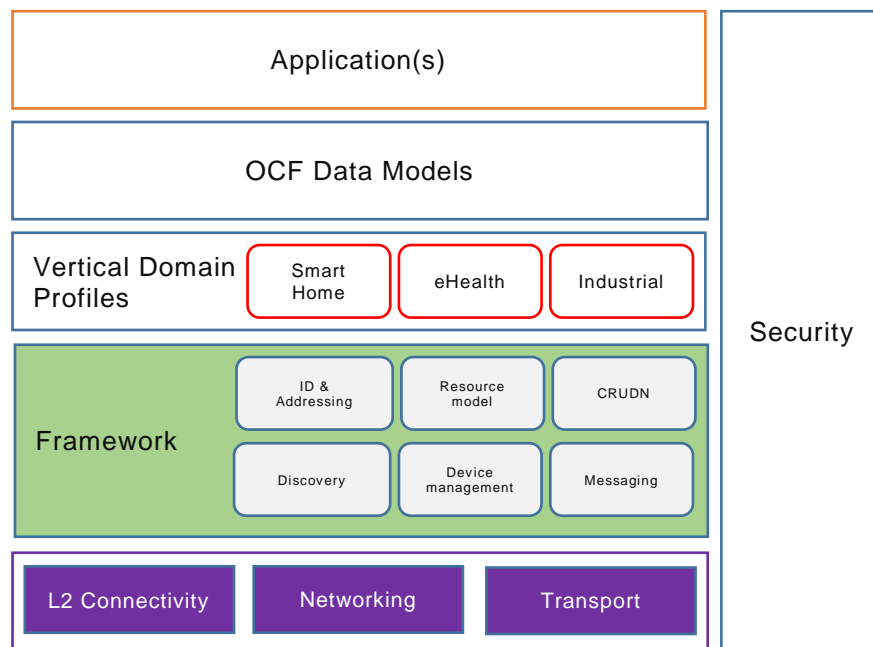 Application(s)
OCF Data Models
Vertical Domain
Profiles
Smart
Home
eHealth
Industrial
Security
Framework
ID &
Addressing
Resource
model
CRUDN
Discovery
Device
management
Messaging
L2 Connectivity
Networking
Transport